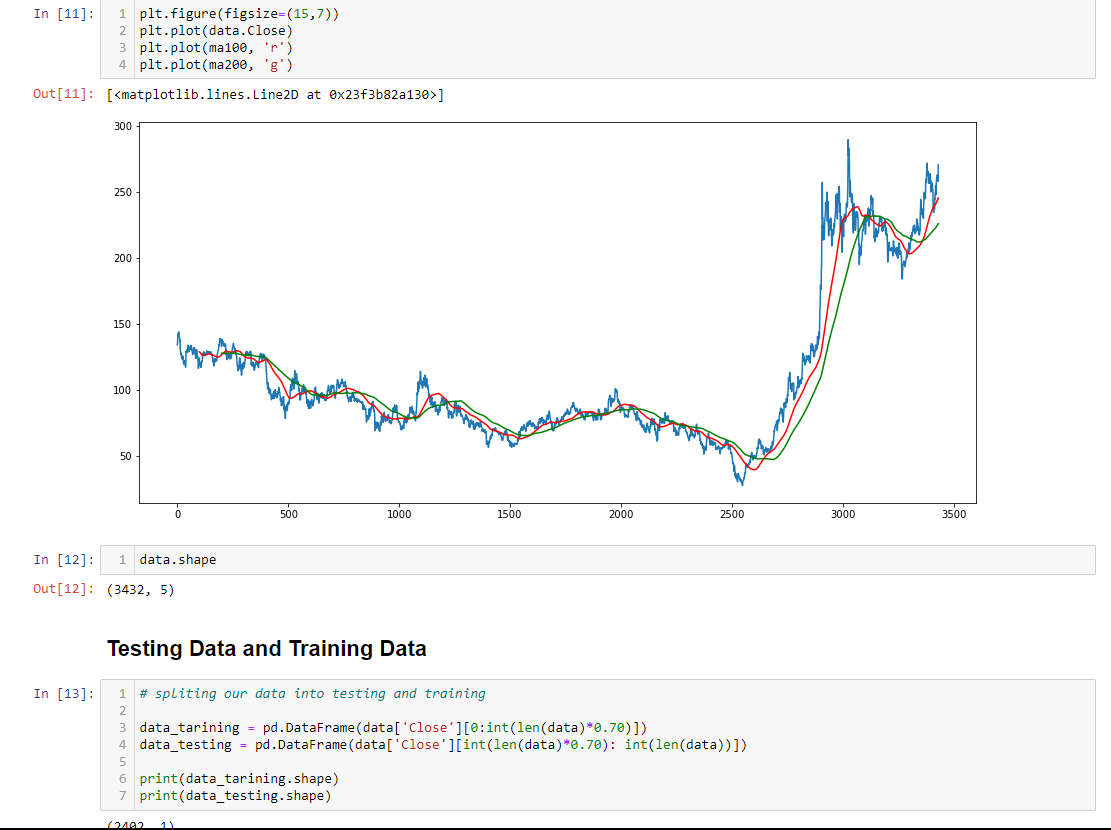 In [11]:
1 plt.figure(figsize=(15,7))
2 plt.plot(data.Close)
3 plt.plot(ma100, 'r')
4 plt.plot(ma200, 'g')
Out[11]: [<matplotlib.lines.Line2D at 0x23f3b82a130>]
300
250
200
150
100
50
0 500 1000 1500 2000 2500 3000 3500
In [12]: 1 data.shape
Out[12]: (3432, 5)
Testing Data and Training Data
In [13]:
1 # spliting our data into testing and training
2
3 data_tarining = pd.DataFrame(data['Close'][0:int(len(data)*0.70)])
4 data_testing = pd.DataFrame(data['Close'][int(len(data)*0.70): int(len(data))])
5
6 print(data_tarining.shape)
7 print(data_testing.shape)
(2402, 1)